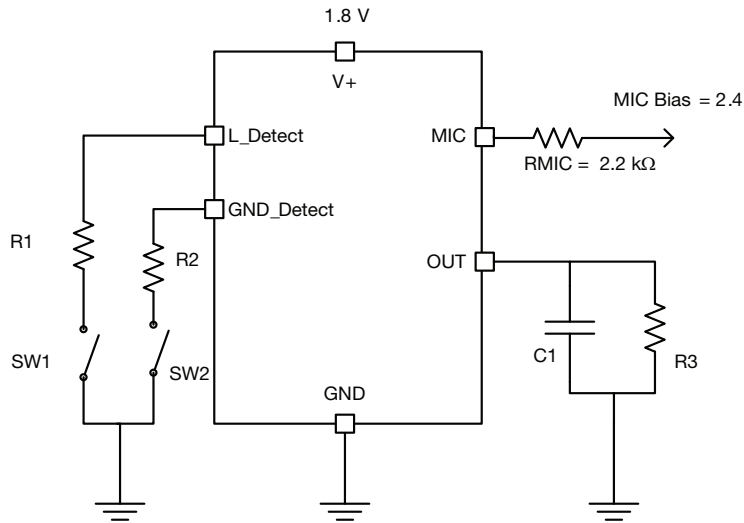 1.8 V
V+
MIC Bias = 2.4
L_Detect
MIC
RMIC = 2.2 kΩ
GND_Detect
R1
R2
OUT
SW1
SW2
C1
R3
GND